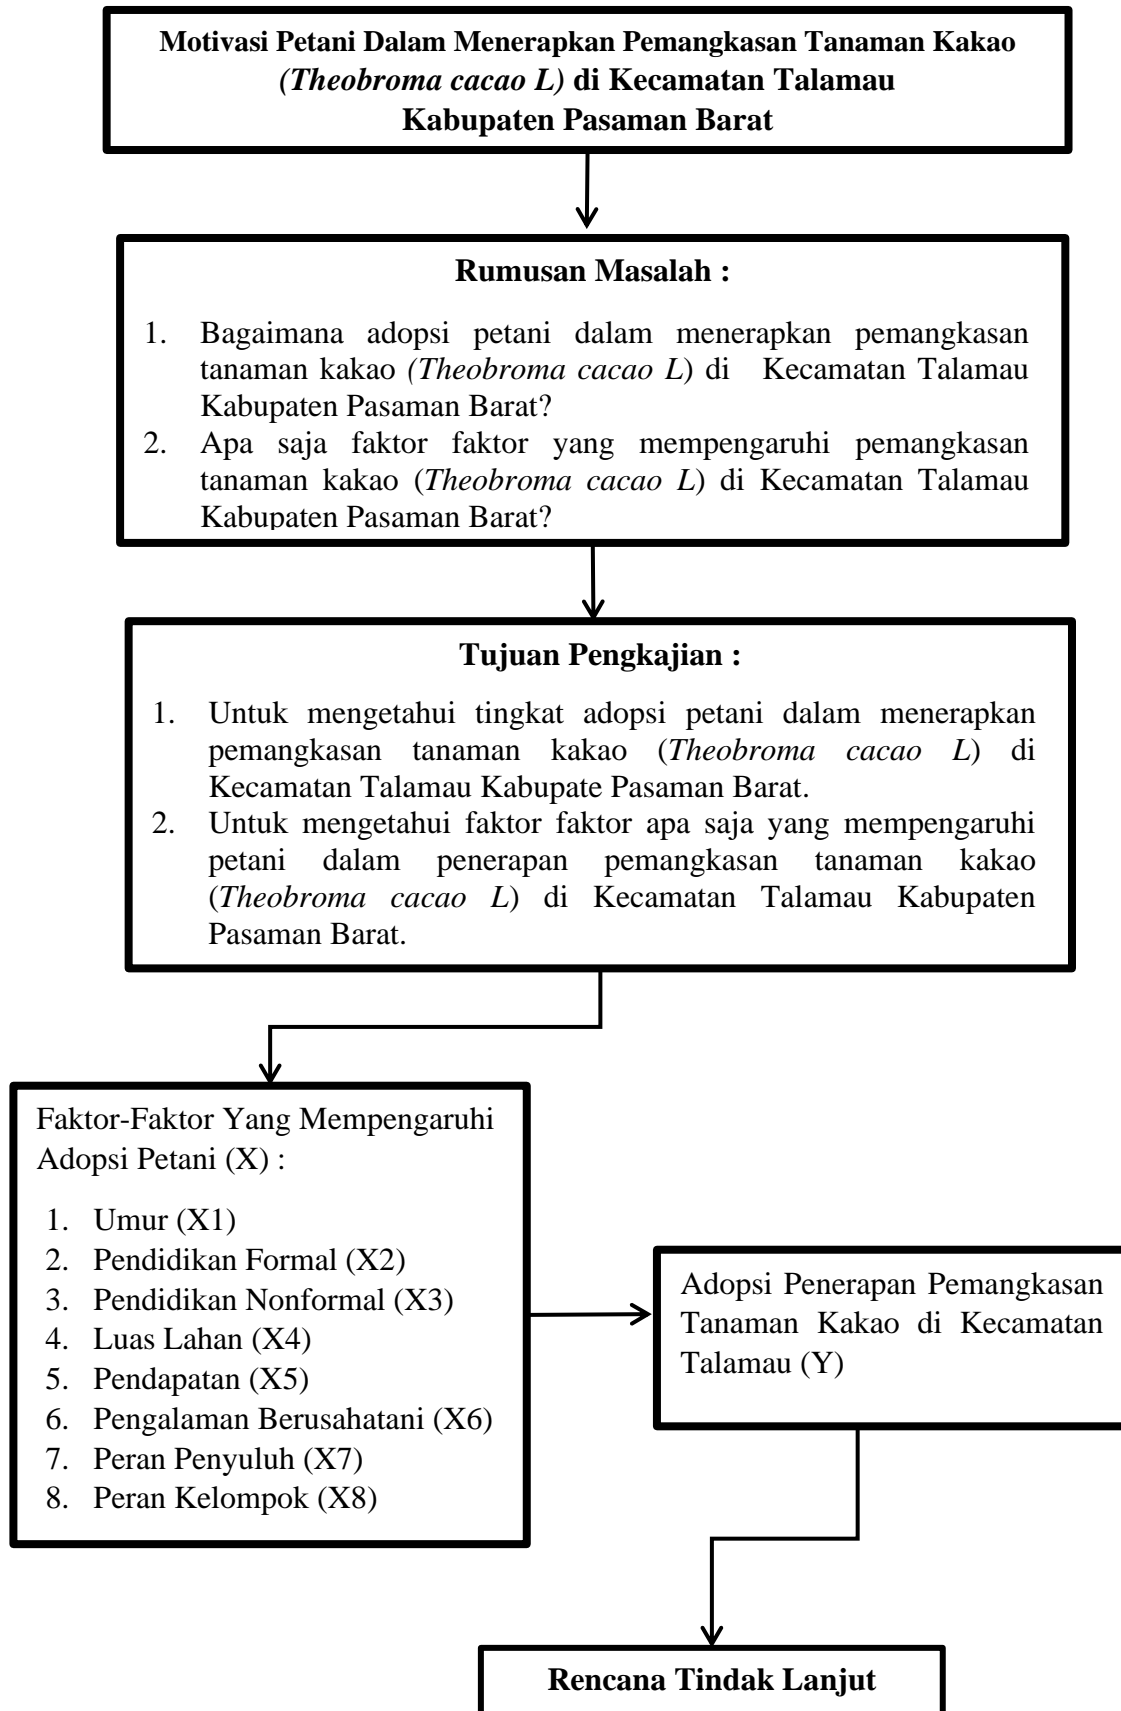 Motivasi Petani Dalam Menerapkan Pemangkasan Tanaman Kakao
(Theobroma cacao L) di Kecamatan Talamau
Kabupaten Pasaman Barat
Rumusan Masalah :
1. Bagaimana adopsi petani dalam menerapkan pemangkasan
tanaman kakao (Theobroma cacao L) di Kecamatan Talamau
Kabupaten Pasaman Barat?
2. Apa saja faktor faktor yang mempengaruhi pemangkasan
tanaman kakao (Theobroma cacao L) di Kecamatan Talamau
Kabupaten Pasaman Barat?
Tujuan Pengkajian :
1. Untuk mengetahui tingkat adopsi petani dalam menerapkan
pemangkasan tanaman kakao (Theobroma cacao L) di
Kecamatan Talamau Kabupate Pasaman Barat.
2. Untuk mengetahui faktor faktor apa saja yang mempengaruhi
petani dalam penerapan pemangkasan tanaman kakao
(Theobroma cacao L) di Kecamatan Talamau Kabupaten
Pasaman Barat.
Faktor-Faktor Yang Mempengaruhi
Adopsi Petani (X) :
1. Umur (X1)
2. Pendidikan Formal (X2)
3. Pendidikan Nonformal (X3)
4. Luas Lahan (X4)
5. Pendapatan (X5)
6. Pengalaman Berusahatani (X6)
7. Peran Penyuluh (X7)
8. Peran Kelompok (X8)
Adopsi Penerapan Pemangkasan
Tanaman Kakao di Kecamatan
Talamau (Y)
Rencana Tindak Lanjut